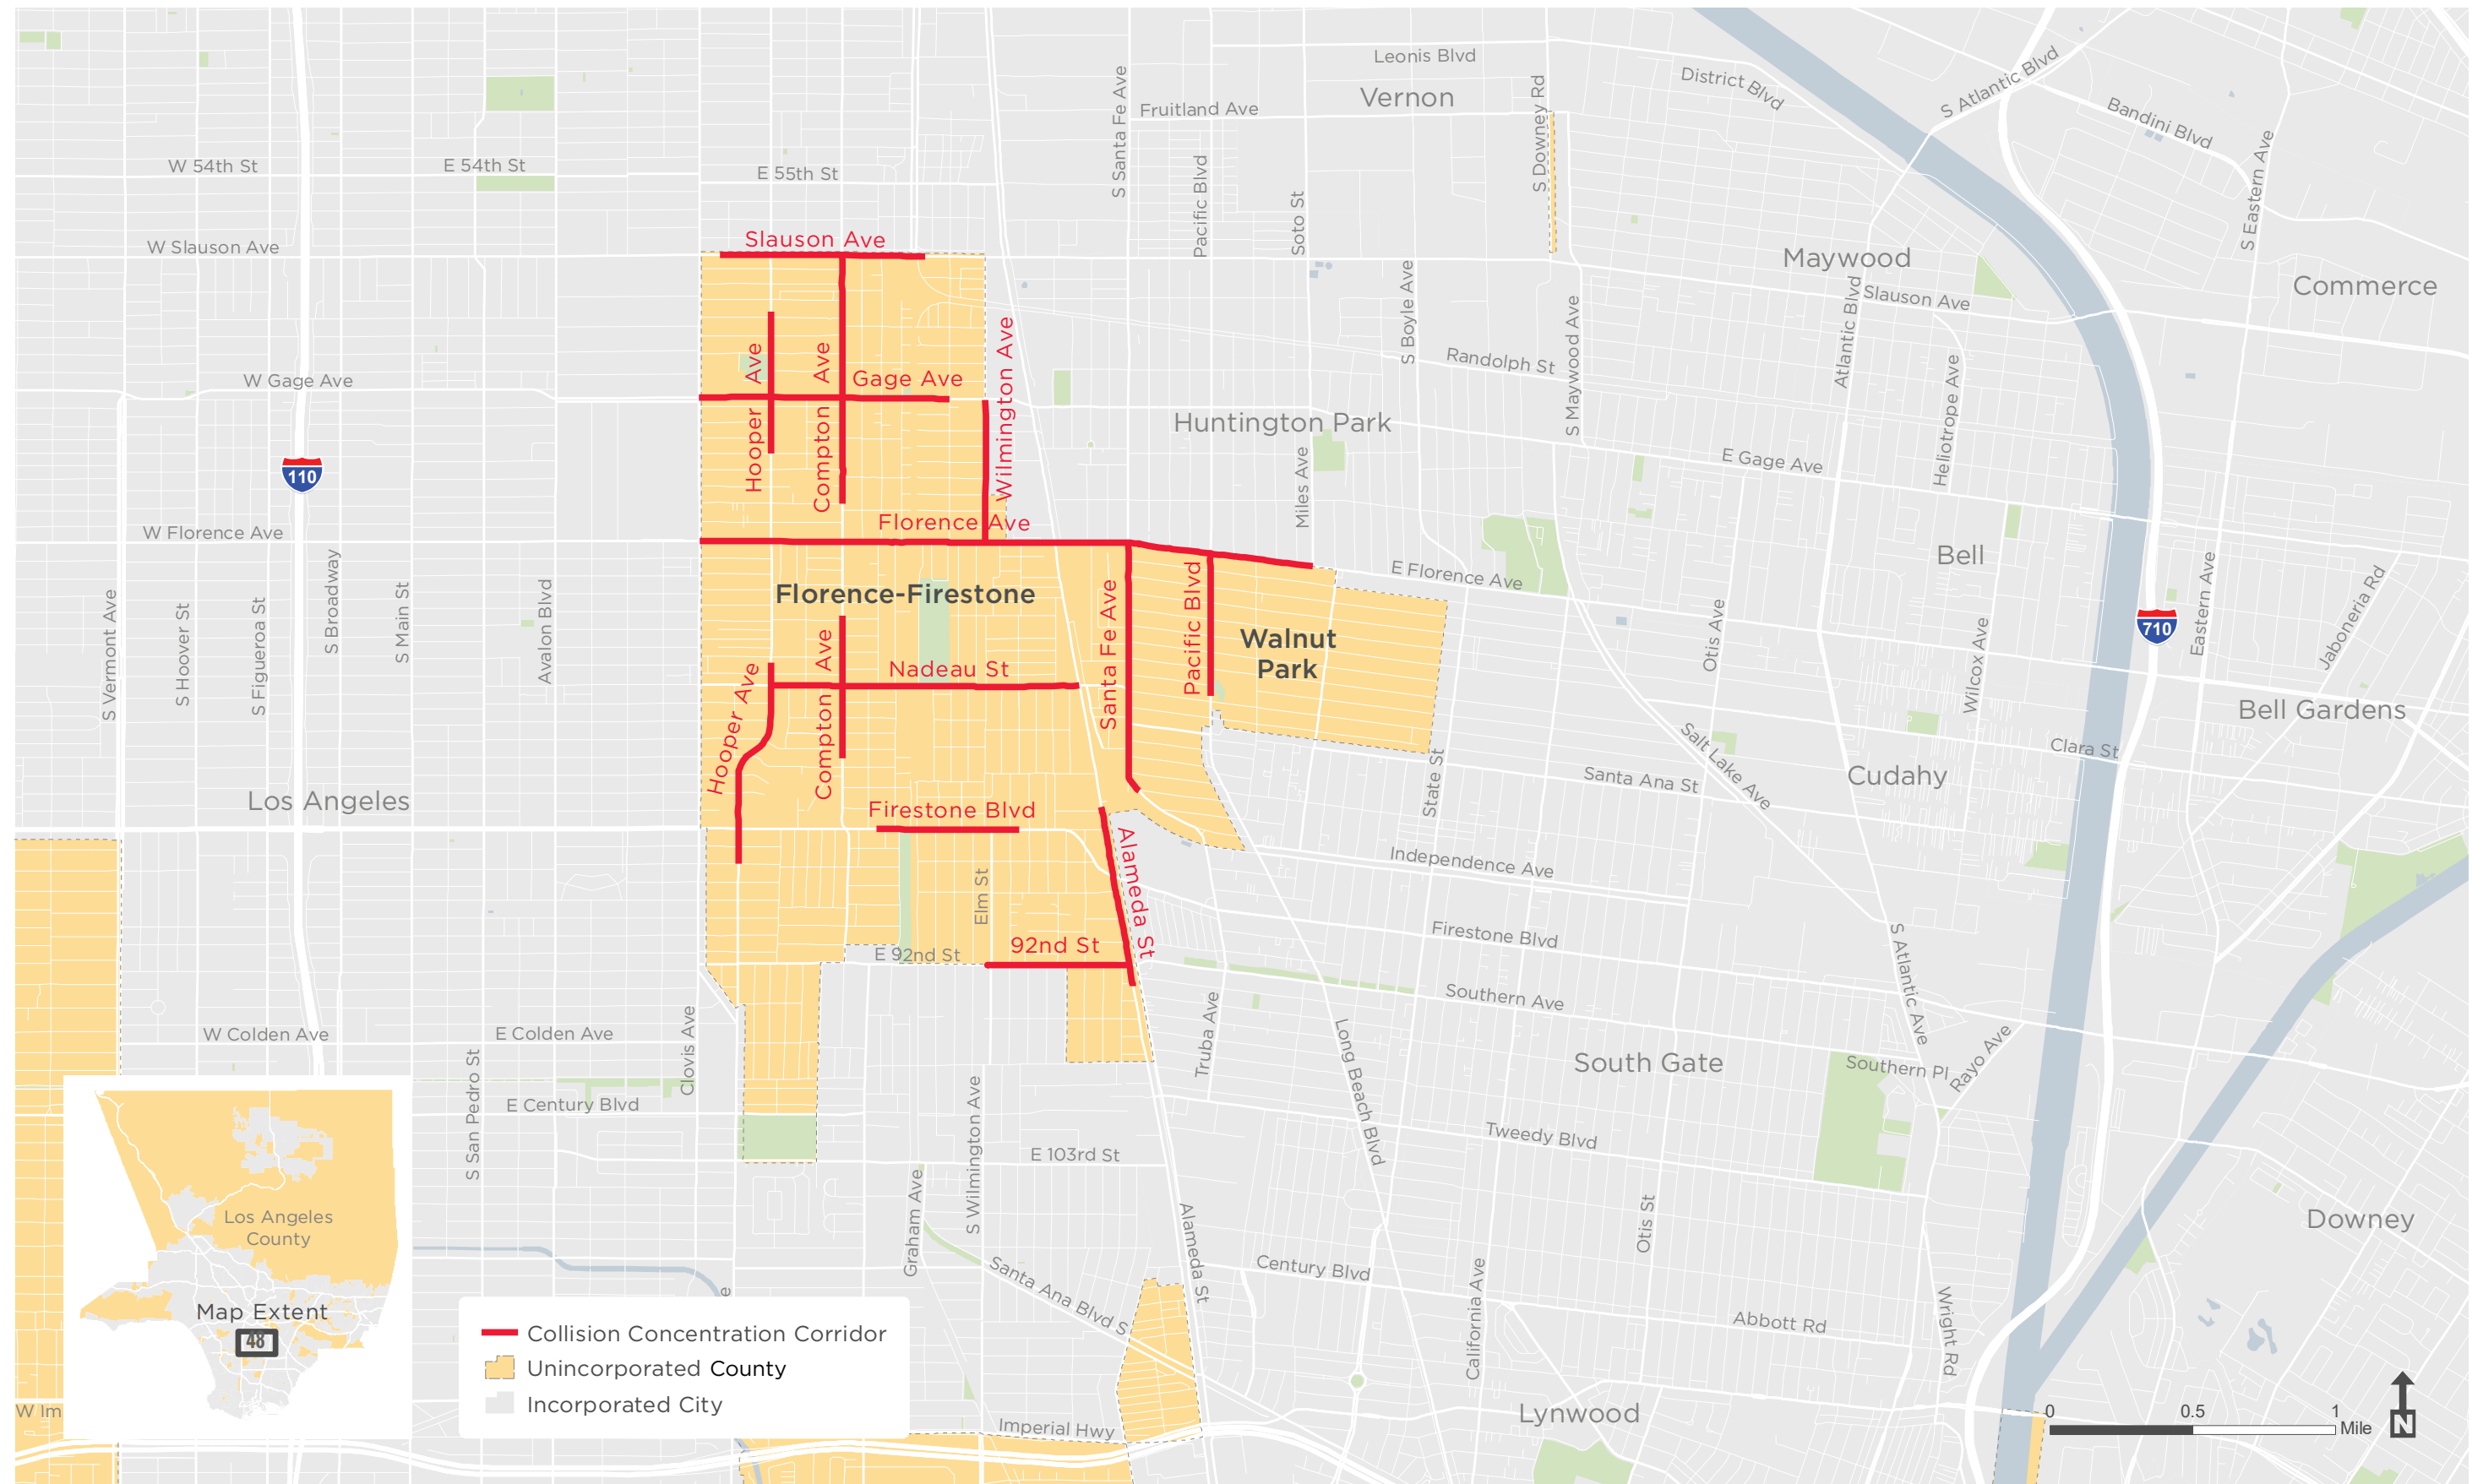 Leonis Blvd
Vernon
District Blvd
S Atlantic Blvd
Bandini Blvd
S Santa Fe Ave
Fruitland Ave
S Downey Rd
S Eastern Ave
W 54th St
E 54th St
E 55th St
Pacific Blvd
Soto St
W Slauson Ave
Slauson Ave
Maywood
Commerce
Slauson Ave
Atlantic Blvd
S Boyle Ave
S Maywood Ave
Randolph St
Heliotrope Ave
W Gage Ave
Hooper Ave
Compton Ave
Gage Ave
Wilmington Ave
Huntington Park
Miles Ave
E Gage Ave
110
W Florence Ave
Florence Ave
Bell
E Florence Ave
Florence-Firestone
S Vermont Ave
S Hoover St
S Figueroa St
S Broadway
S Main St
Avalon Blvd
Santa Fe Ave
Pacific Blvd
Walnut
Park
Otis Ave
Wilcox Ave
710
Eastern Ave
Jaboneria Rd
Nadeau St
Hooper Ave
Compton Ave
Bell Gardens
Salt Lake Ave
Clara St
State St
Santa Ana St
Cudahy
Los Angeles
Firestone Blvd
Alameda St
Independence Ave
Elm St
E 92nd St
92nd St
Firestone Blvd
S Atlantic Ave
Southern Ave
W Colden Ave
E Colden Ave
Clovis Ave
S San Pedro St
E Century Blvd
S Wilmington Ave
Truba Ave
Long Beach Blvd
South Gate
Southern Pl
Rayo Ave
Tweedy Blvd
E 103rd St
Graham Ave
Alameda St
Otis St
Downey
Santa Ana Blvd S
Century Blvd
California Ave
Abbott Rd
Wright Rd
Los Angeles
County
Map Extent
48
e
Collision Concentration Corridor
Unincorporated County
Incorporated City
W Im
Imperial Hwy
Lynwood
0 0.5 1
Mile
N